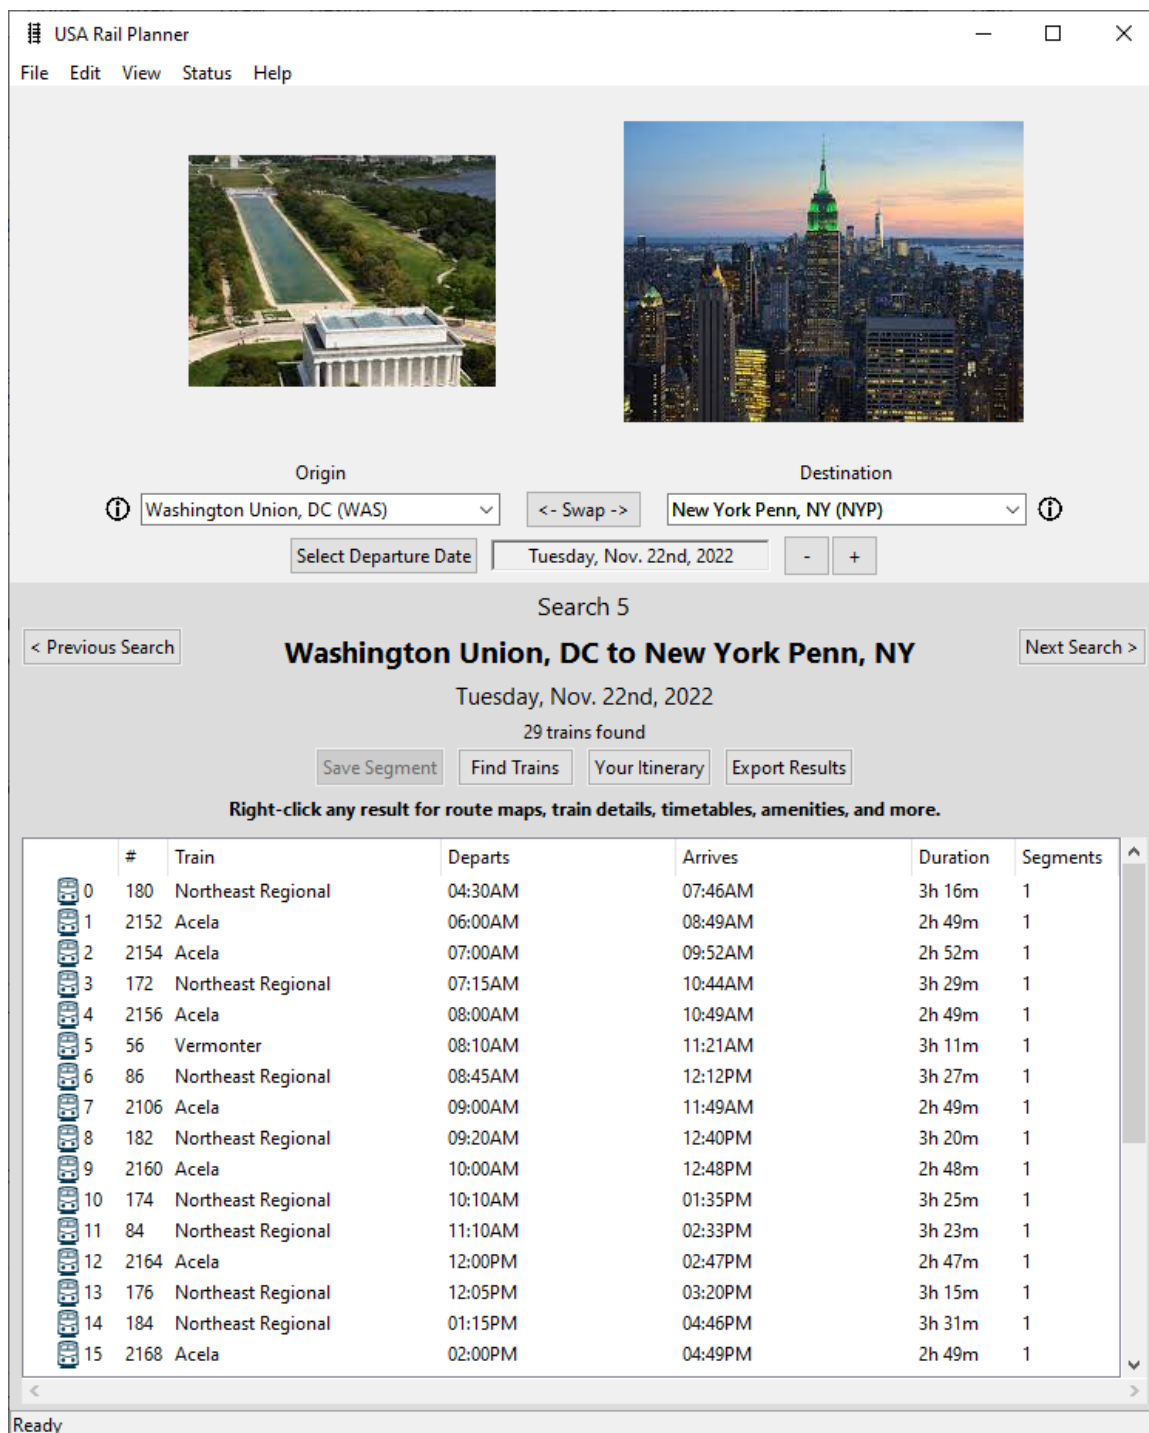 USA Rail Planner
File Edit View Status Help
Origin Destination
Washington Union, DC (WAS) <- Swap -> New York Penn, NY (NYP)
Select Departure Date Tuesday, Nov. 22nd, 2022 - +
Search 5
< Previous Search Washington Union, DC to New York Penn, NY Next Search >
Tuesday, Nov. 22nd, 2022
29 trains found
Save Segment Find Trains Your Itinerary Export Results
Right-click any result for route maps, train details, timetables, amenities, and more.
# Train Departs Arrives Duration Segments
0 180 Northeast Regional 04:30AM 07:46AM 3h 16m 1
1 2152 Acela 06:00AM 08:49AM 2h 49m 1
2 2154 Acela 07:00AM 09:52AM 2h 52m 1
3 172 Northeast Regional 07:15AM 10:44AM 3h 29m 1
4 2156 Acela 08:00AM 10:49AM 2h 49m 1
5 56 Vermonter 08:10AM 11:21AM 3h 11m 1
6 86 Northeast Regional 08:45AM 12:12PM 3h 27m 1
7 2106 Acela 09:00AM 11:49AM 2h 49m 1
8 182 Northeast Regional 09:20AM 12:40PM 3h 20m 1
9 2160 Acela 10:00AM 12:48PM 2h 48m 1
10 174 Northeast Regional 10:10AM 01:35PM 3h 25m 1
11 84 Northeast Regional 11:10AM 02:33PM 3h 23m 1
12 2164 Acela 12:00PM 02:47PM 2h 47m 1
13 176 Northeast Regional 12:05PM 03:20PM 3h 15m 1
14 184 Northeast Regional 01:15PM 04:46PM 3h 31m 1
15 2168 Acela 02:00PM 04:49PM 2h 49m 1
Ready